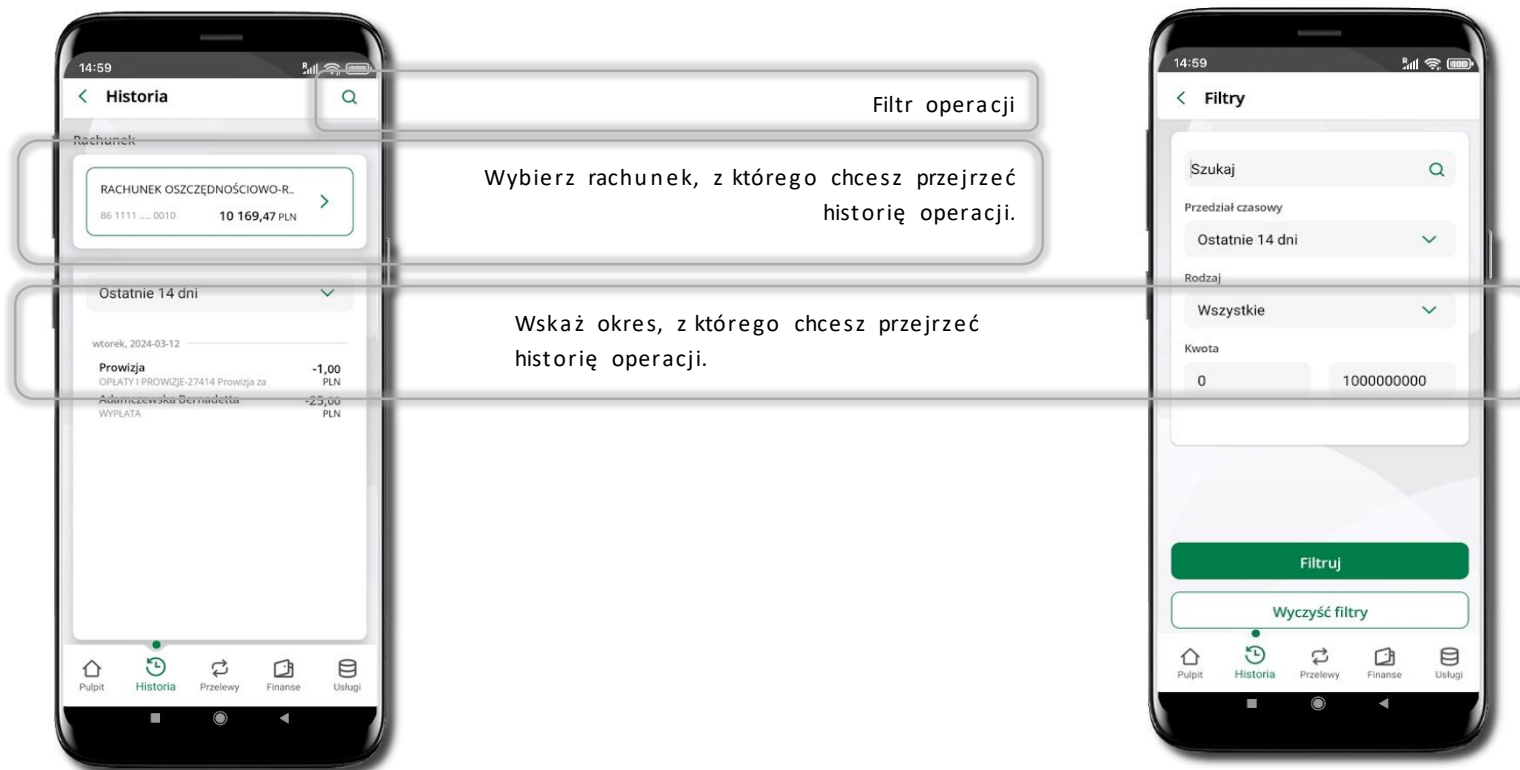 14:59
Historia
Rachunek
RACHUNEK OSZCZĘDNOŚCIOWO-R..
86 1111 .... 0010 10 169,47 PLN
Ostatnie 14 dni
wtorek, 2024-03-12
Prowizja -1,00
OPŁATY I PROWIZJE-27414 Prowizja za PLN
Adamczewska Bernadetta -25,00
WYPŁATA PLN
Pulpit Historia Przelewy Finanse Usługi
Filtr operacji
Wybierz rachunek, z którego chcesz przejrzeć
historię operacji.
Wskaż okres, z którego chcesz przejrzeć
historię operacji.
14:59
Filtry
Szukaj
Przedział czasowy
Ostatnie 14 dni
Rodzaj
Wszystkie
Kwota
0 1000000000
Filtruj
Wyczyść filtry
Pulpit Historia Przelewy Finanse Usługi